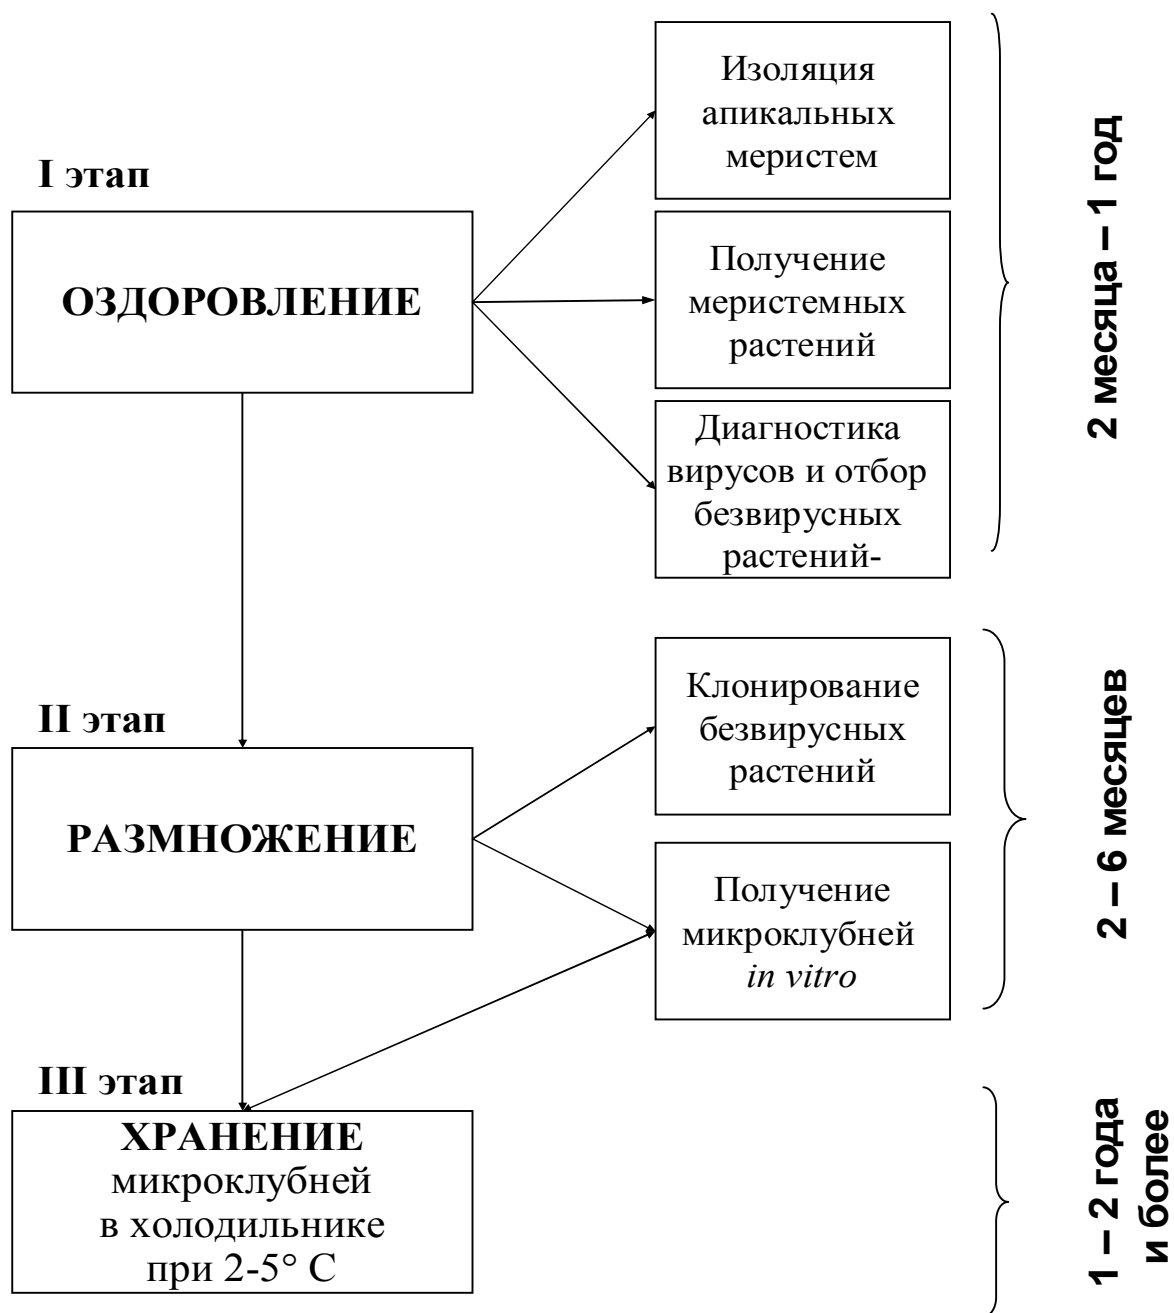 I этап
ОЗДОРОВЛЕНИЕ
Изоляция
апикальных
меристем
Получение
меристемных
растений
Диагностика
вирусов и отбор
безвирусных
растений-
2 месяца – 1 год
II этап
РАЗМНОЖЕНИЕ
Клонирование
безвирусных
растений
Получение
микроклубней
in vitro
2 – 6 месяцев
III этап
ХРАНЕНИЕ
микроклубней
в холодильнике
при 2-5° С
1 – 2 года
и более